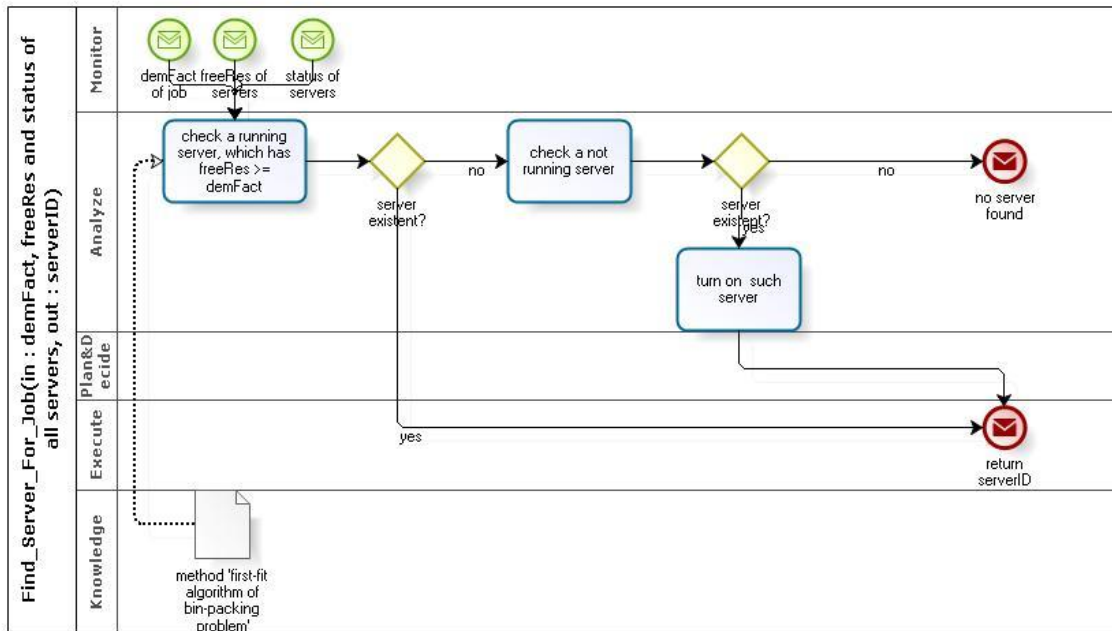 Find_Server_For_Job(in : demFact, freeRes and status of
all servers, out : serverID)
Monitor
demFact
of job
freeRes of
servers
status of
servers
Analyze
check a running
server, which has
freeRes >=
demFact
server
existent?
no
check a not
running server
server
existent?
no
no server
found
yes
turn on such
server
Plan&D
ecide
Execute
yes
return
serverID
Knowledge
method 'first-fit
algorithm of
bin-packing
problem'